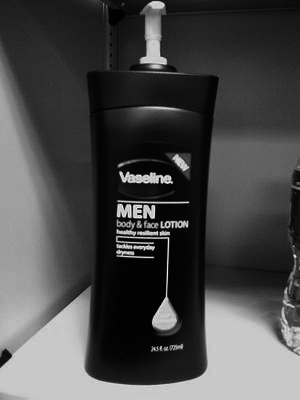 NEW
Vaseline.
MEN
body & face LOTION
healthy resilient skin
tackles everyday
dryness
24.5 fl. oz. (725ml)